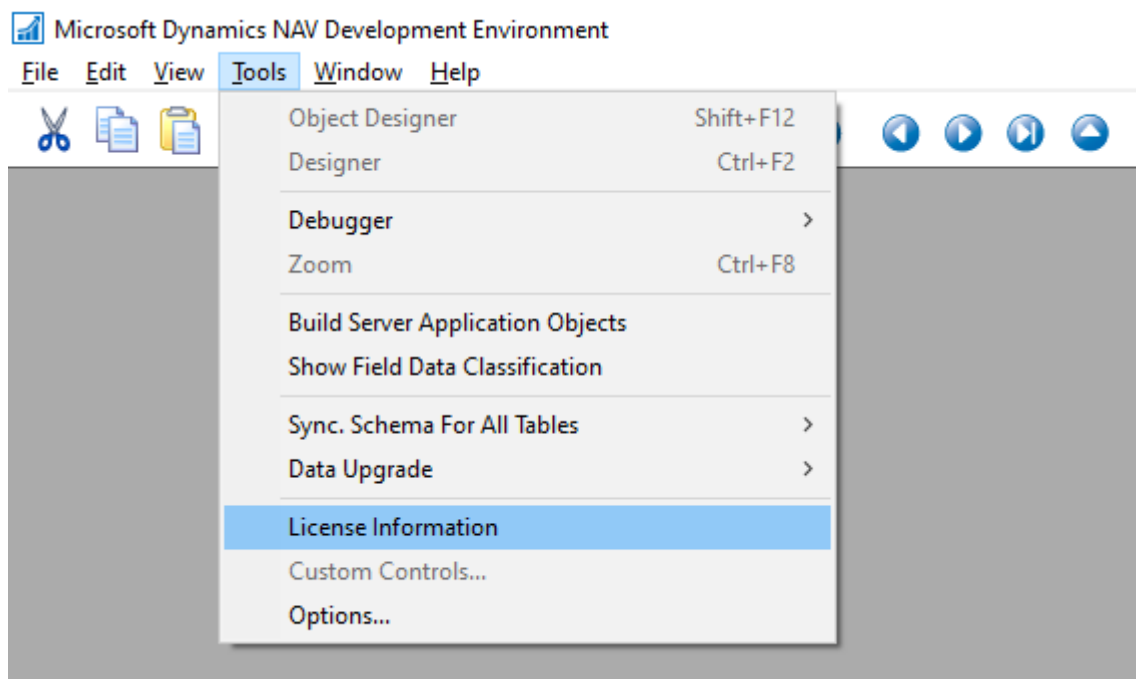 Microsoft Dynamics NAV Development Environment
File Edit View Tools Window Help
Object Designer Shift+F12
Designer Ctrl+F2
Debugger
Zoom Ctrl+F8
Build Server Application Objects
Show Field Data Classification
Sync. Schema For All Tables
Data Upgrade
License Information
Custom Controls...
Options...